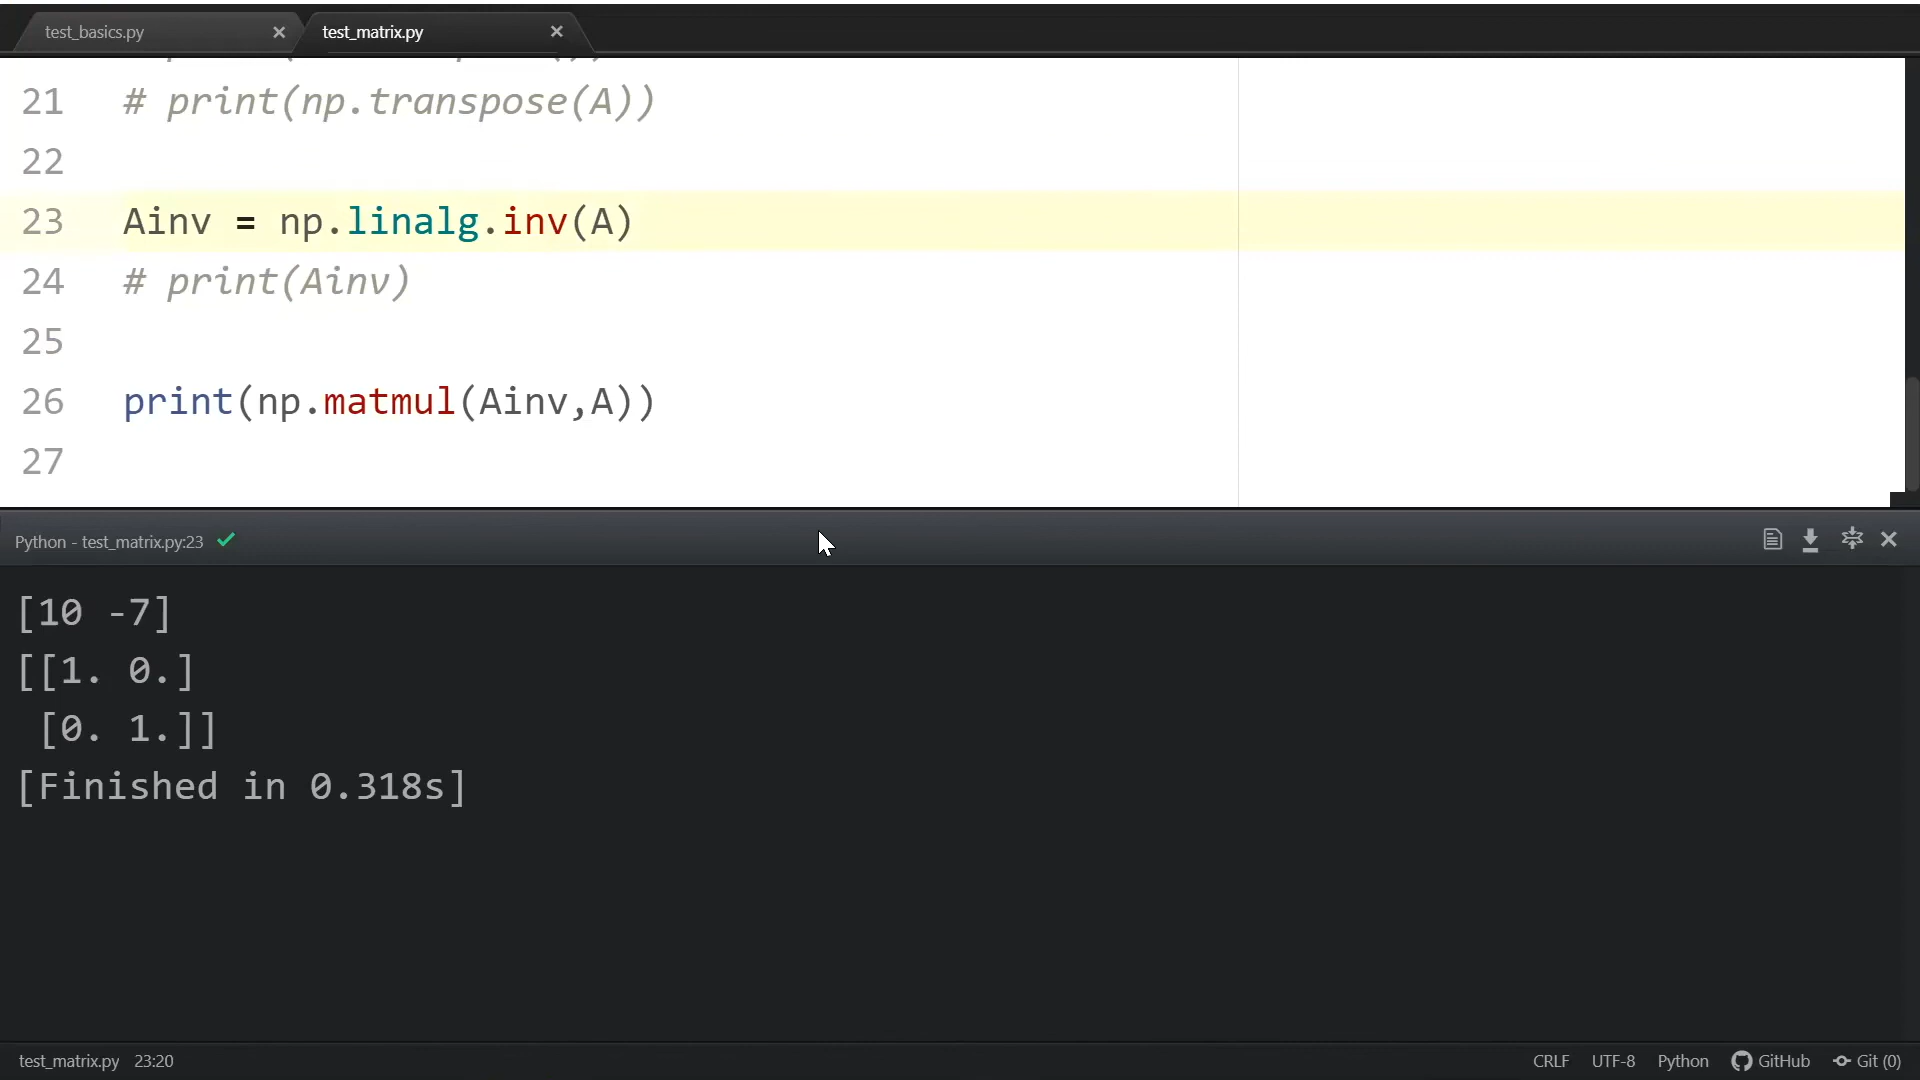 test_basics.py
test_matrix.py
21 # print(np.transpose(A))
22
23 Ainv = np.linalg.inv(A)
24 # print(Ainv)
25
26 print(np.matmul(Ainv,A))
27
Python - test_matrix.py:23
[10 -7]
[[1. 0.]
 [0. 1.]]
[Finished in 0.318s]
test_matrix.py 23:20 CRLF UTF-8 Python GitHub Git (0)